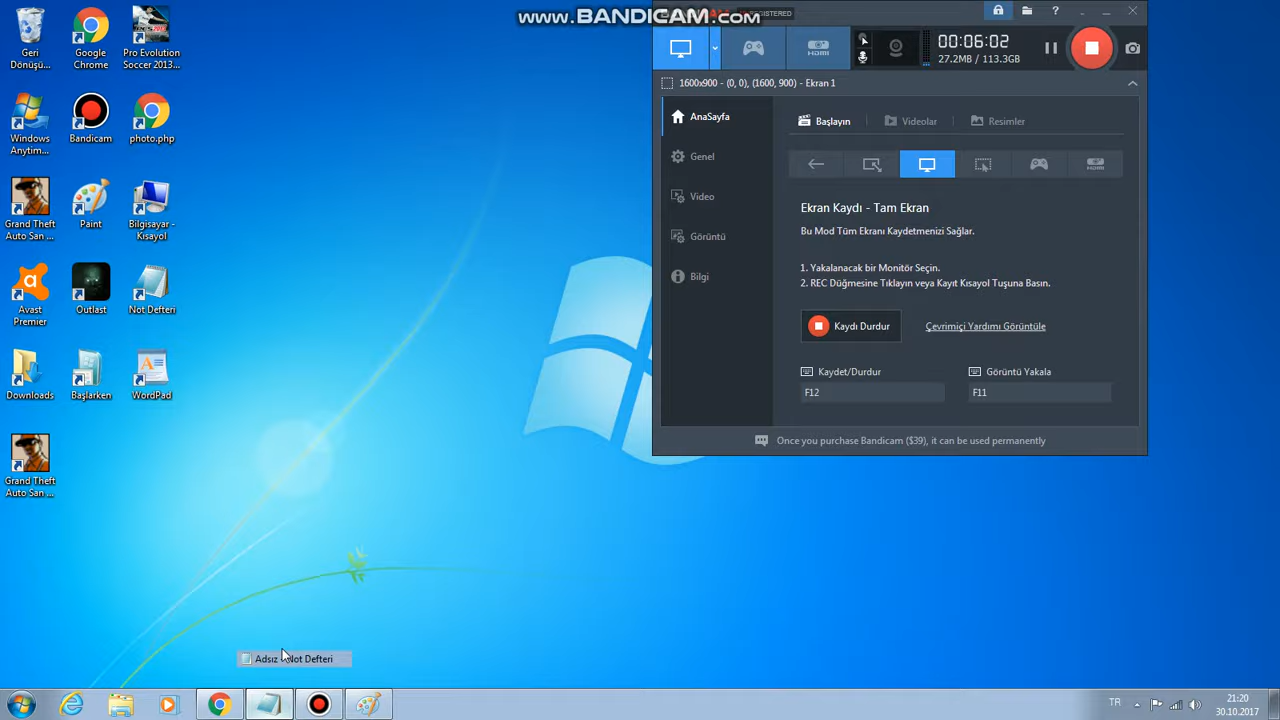 www.BANDICAM.com
REGISTERED
Geri
Dönüşü...
Google
Chrome
Pro Evolution
Soccer 2013...
00:06:02
27.2MB / 113.3GB
HDMI
1600x900 - (0, 0), (1600, 900) - Ekran 1
Windows
Anytim...
Bandicam
photo.php
AnaSayfa
Genel
Video
Görüntü
Bilgi
Başlayın
Videolar
Resimler
HDMI
Ekran Kaydı - Tam Ekran
Bu Mod Tüm Ekranı Kaydetmenizi Sağlar.
1. Yakalanacak bir Monitör Seçin.
2. REC Düğmesine Tıklayın veya Kayıt Kısayol Tuşuna Basın.
Kaydı Durdur
Çevrimiçi Yardımı Görüntüle
Kaydet/Durdur
Görüntü Yakala
F12
F11
Once you purchase Bandicam ($39), it can be used permanently
Grand Theft
Auto San ...
Paint
Bilgisayar -
Kısayol
Avast
Premier
Outlast
Not Defteri
Downloads
Başlarken
WordPad
Grand Theft
Auto San ...
Adsız Not Defteri
TR
21:20
30.10.2017